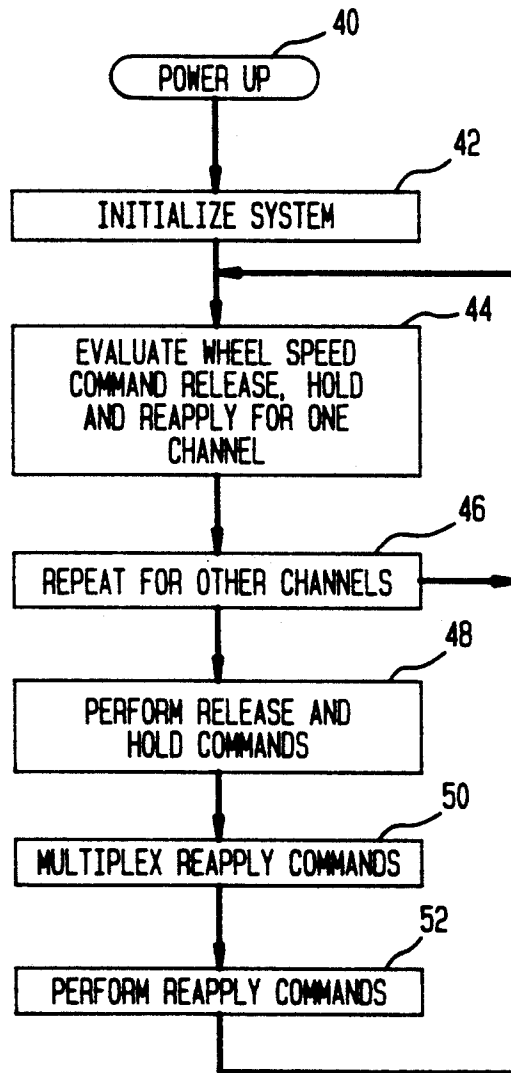 40
POWER UP
42
INITIALIZE SYSTEM
44
EVALUATE WHEEL SPEED
COMMAND RELEASE, HOLD
AND REAPPLY FOR ONE
CHANNEL
46
REPEAT FOR OTHER CHANNELS
48
PERFORM RELEASE AND
HOLD COMMANDS
50
MULTIPLEX REAPPLY COMMANDS
52
PERFORM REAPPLY COMMANDS